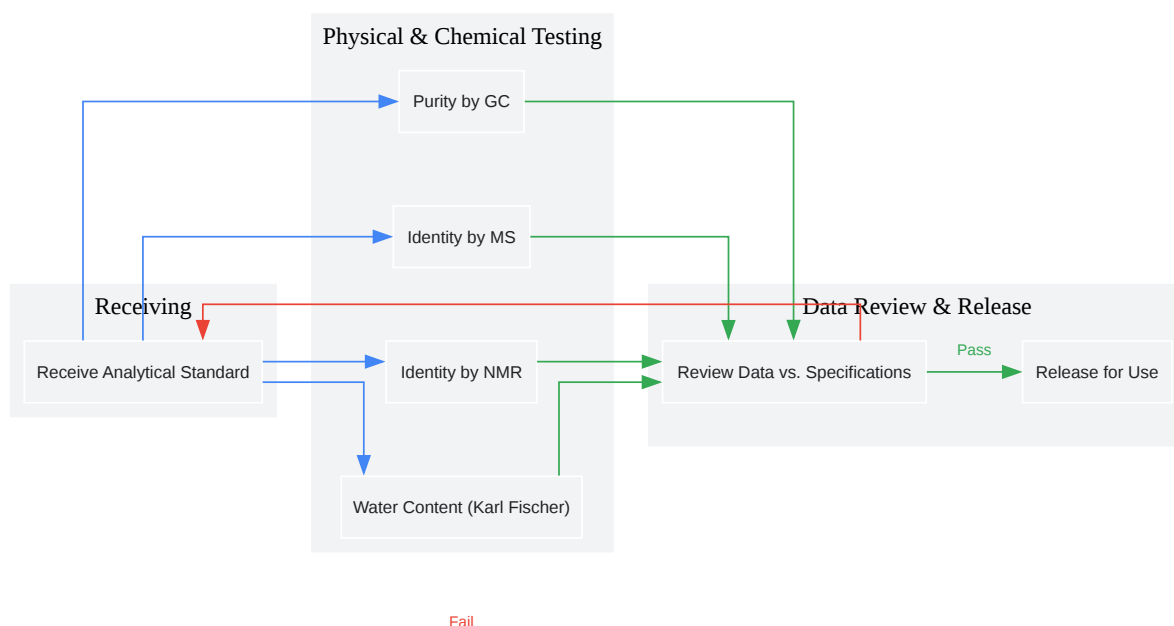 Physical & Chemical Testing
Purity by GC
Identity by MS
Receiving
Data Review & Release
Receive Analytical Standard
Identity by NMR
Review Data vs. Specifications
Pass
Release for Use
Water Content (Karl Fischer)
Fail